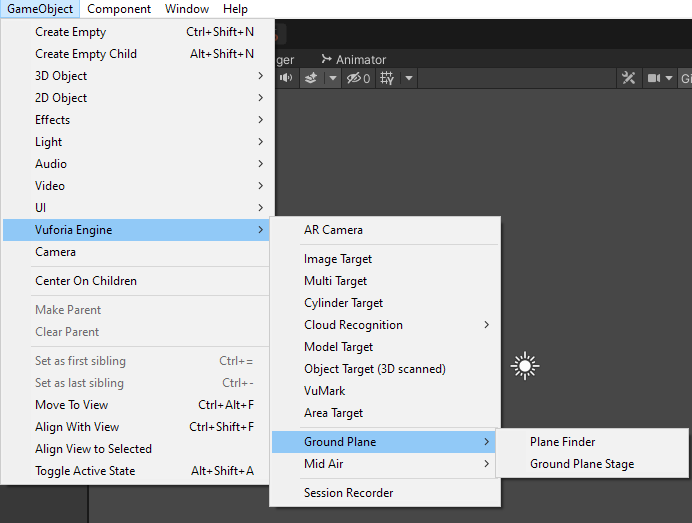 GameObject Component Window Help
Create Empty Ctrl+Shift+N
Create Empty Child Alt+Shift+N
ger Animator
3D Object
0 Gi
2D Object
Effects
Light
Audio
Video
UI
Vuforia Engine
AR Camera
Camera
Image Target
Center On Children
Multi Target
Cylinder Target
Make Parent
Cloud Recognition
Clear Parent
Model Target
Set as first sibling Ctrl+=
Object Target (3D scanned)
Set as last sibling Ctrl+-
VuMark
Move To View Ctrl+Alt+F
Area Target
Align With View Ctrl+Shift+F
Ground Plane
Plane Finder
Align View to Selected
Mid Air
Ground Plane Stage
Toggle Active State Alt+Shift+A
Session Recorder